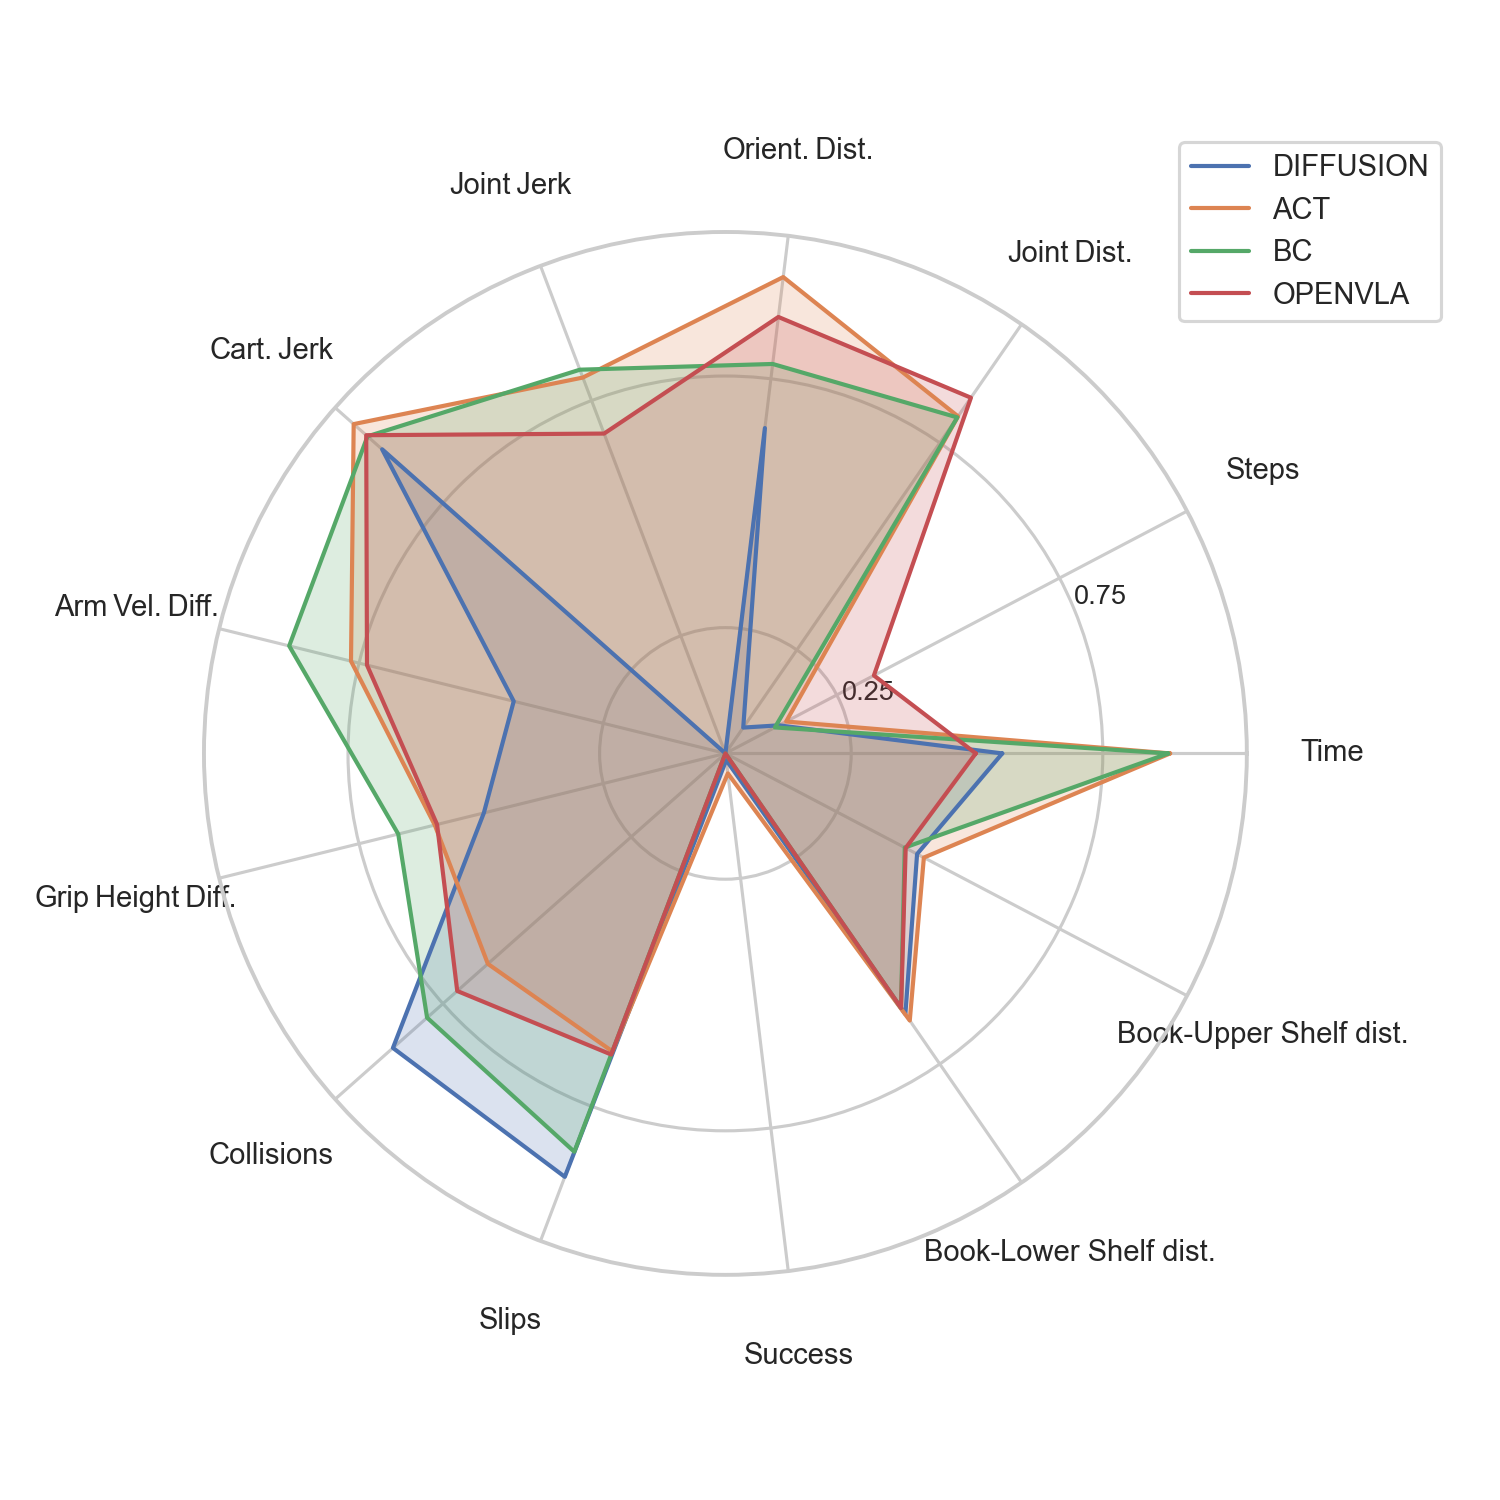 Orient. Dist.
Joint Jerk
Joint Dist.
DIFFUSION
ACT
BC
OPENVLA
Cart. Jerk
Steps
Arm Vel. Diff.
0.75
0.25
Time
Grip Height Diff.
Book-Upper Shelf dist.
Collisions
Book-Lower Shelf dist.
Slips
Success